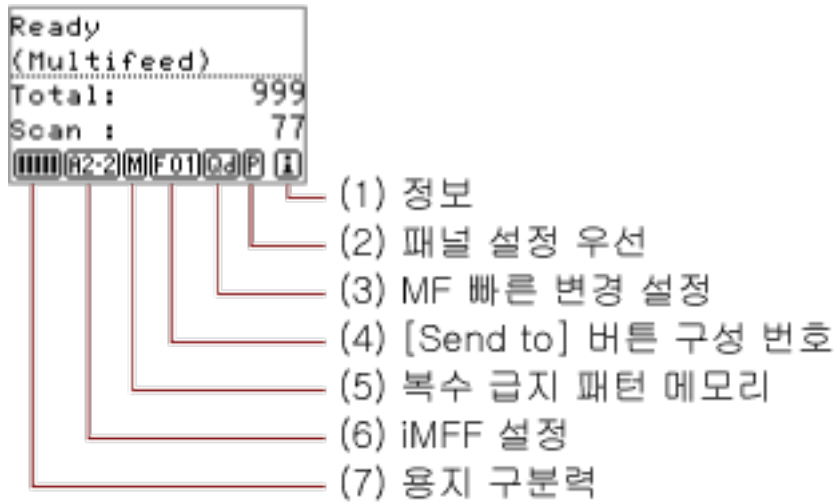 Ready
(Multifeed)
Total: 999
Scan : 77
A2-2 M F01 Qd P i
(1) 정보
(2) 패널 설정 우선
(3) MF 빠른 변경 설정
(4) [Send to] 버튼 구성 번호
(5) 복수 급지 패턴 메모리
(6) iMFF 설정
(7) 용지 구분력